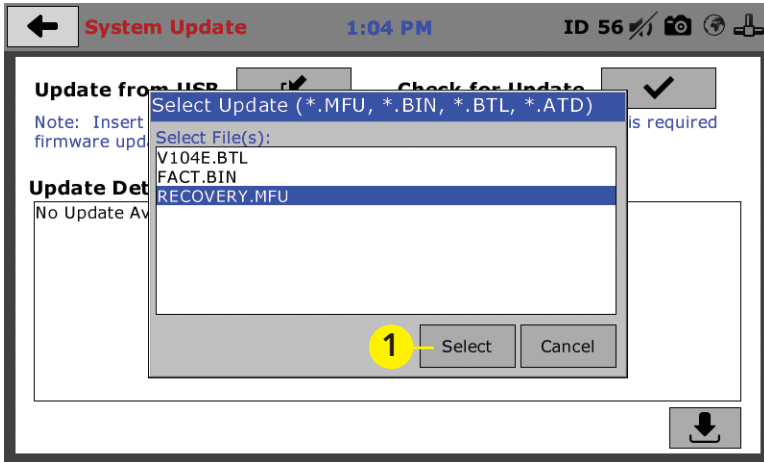 System Update 1:04 PM ID 56
Update from USB Check for Update
Select Update (*.MFU, *.BIN, *.BTL, *.ATD)
Note: Insert is required
firmware upd
Select File(s):
V104E.BTL
FACT.BIN
RECOVERY.MFU
Update Det
No Update Av
1 Select Cancel